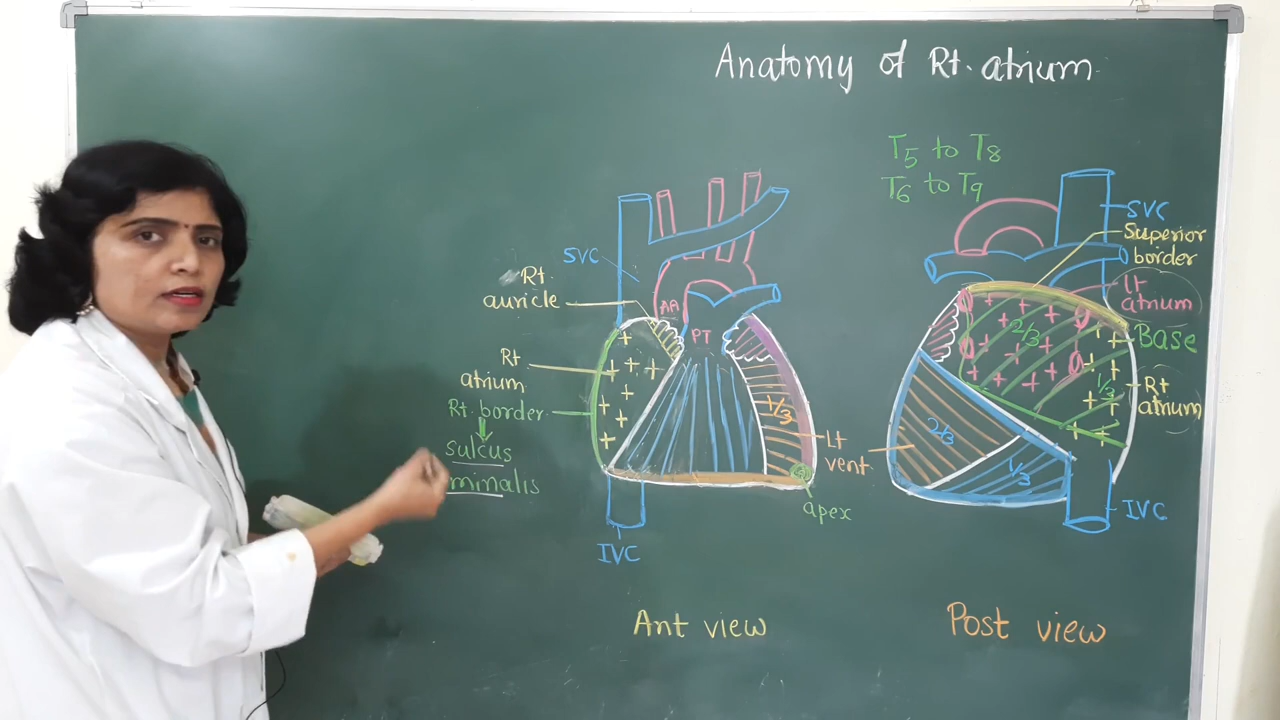 Anatomy of Rt. atrium
T5 to T8
T6 to T9
SVC
Rt.
auricle
AA
PT
Rt
atrium
Rt. border
sulcus
minalis
1/3
Lt
vent.
apex
IVC
Ant view
SVC
Superior
border
Lt
atrium
Base
2/3
1/3
Rt
atrium
2/3
1/3
IVC
Post view